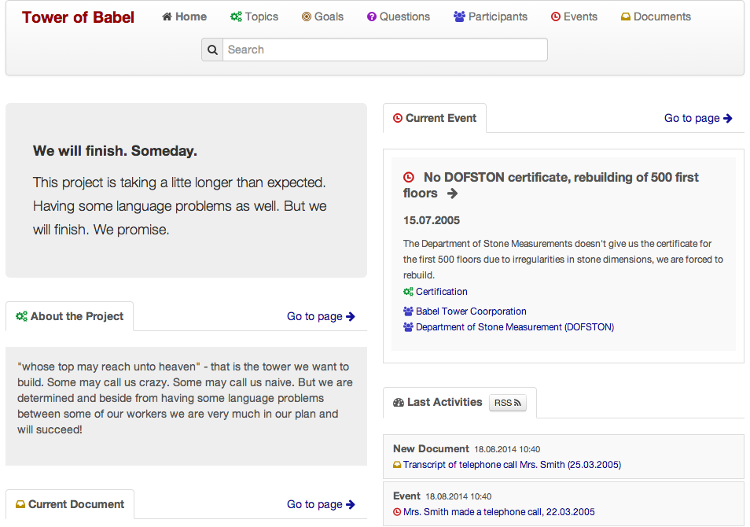 Tower of Babel
Home
Topics
Goals
Questions
Participants
Events
Documents
Search
We will finish. Someday.
This project is taking a litte longer than expected.
Having some language problems as well. But we
will finish. We promise.
About the Project
Go to page
"whose top may reach unto heaven" - that is the tower we want to
build. Some may call us crazy. Some may call us naive. But we are
determined and beside from having some language problems
between some of our workers we are very much in our plan and
will succeed!
Current Document
Go to page
Current Event
Go to page
No DOFSTON certificate, rebuilding of 500 first
floors
15.07.2005
The Department of Stone Measurements doesn't give us the certificate for
the first 500 floors due to irregularities in stone dimensions, we are forced to
rebuild.
Certification
Babel Tower Coorporation
Department of Stone Measurement (DOFSTON)
Last Activities
RSS
New Document 18.08.2014 10:40
Transcript of telephone call Mrs. Smith (25.03.2005)
Event 18.08.2014 10:40
Mrs. Smith made a telephone call, 22.03.2005